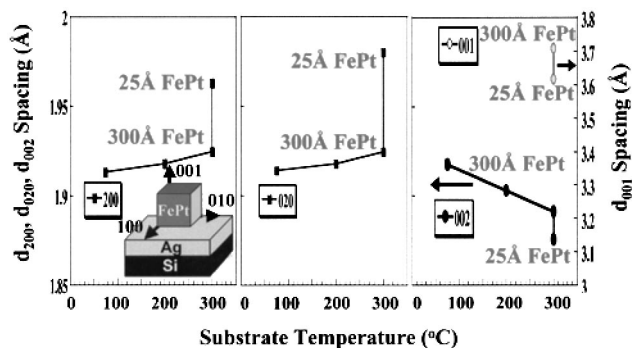 2
1.95
1.9
1.85
d200, d020, d002 Spacing (Å)
25Å FePt
300Å FePt
200
001
010
100
FePt
Ag
Si
0 100 200 300
25Å FePt
300Å FePt
020
0 100 200 300
001
300Å FePt
25Å FePt
300Å FePt
002
25Å FePt
0 100 200 300
3.8
3.7
3.6
3.5
3.4
3.3
3.2
3.1
3
d001 Spacing (Å)
Substrate Temperature (oC)